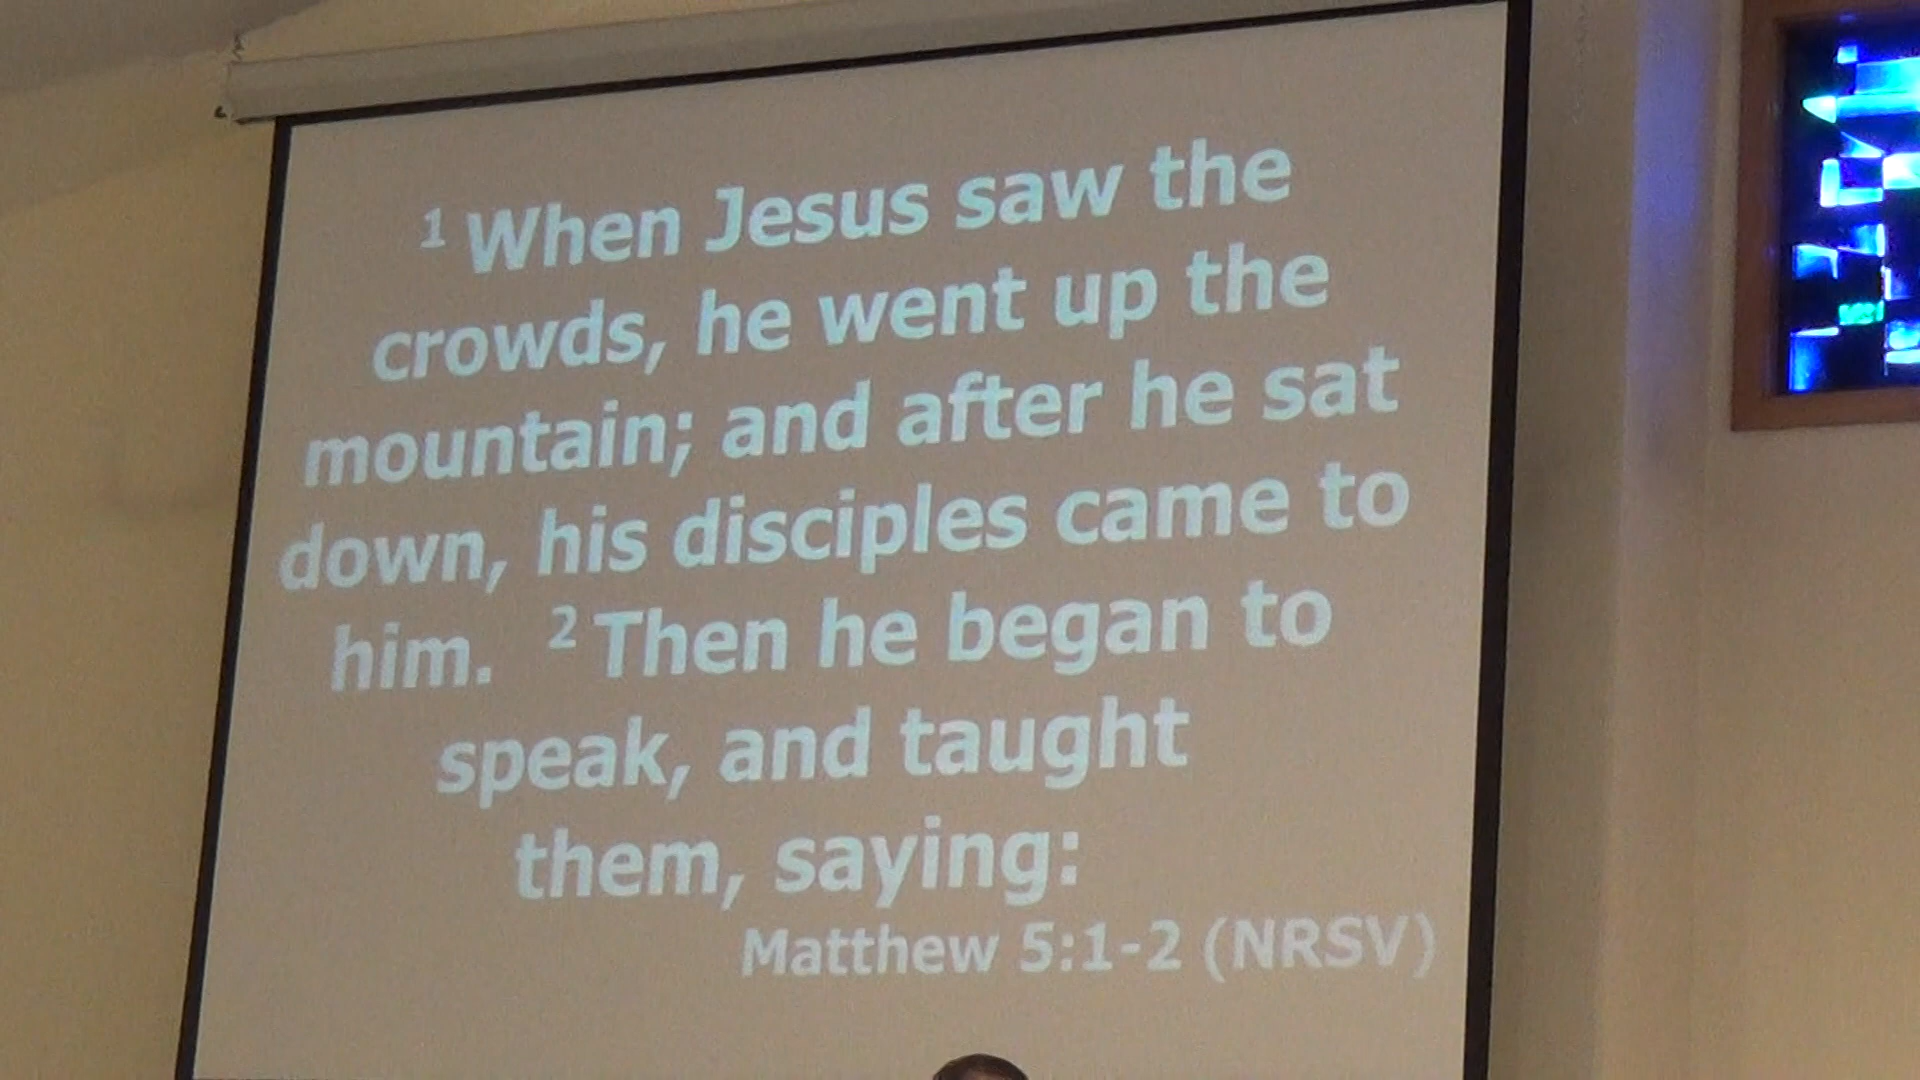 1 When Jesus saw the
crowds, he went up the
mountain; and after he sat
down, his disciples came to
him. 2 Then he began to
speak, and taught
them, saying:
Matthew 5:1-2 (NRSV)